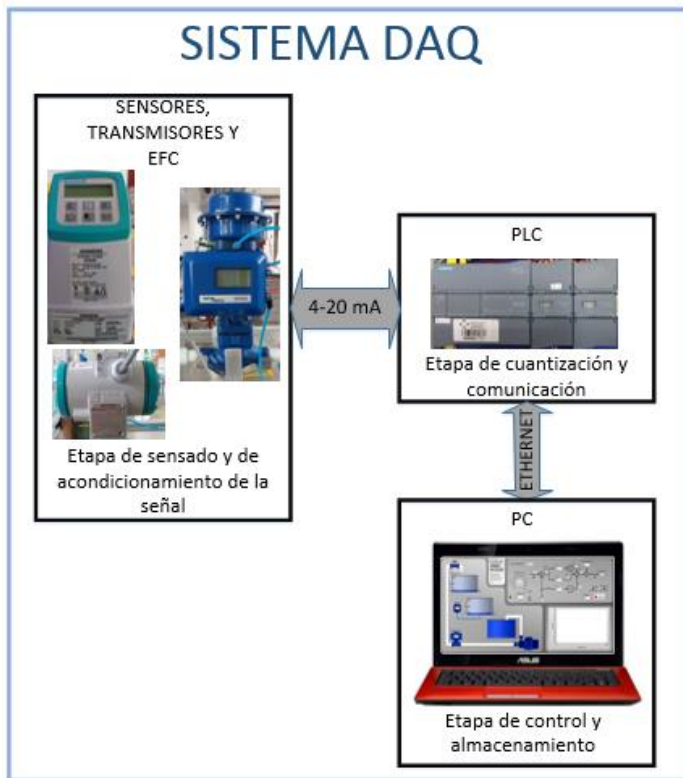 SISTEMA DAQ
SENSORES,
TRANSMISORES Y
EFC
Etapa de sensado y de
acondicionamiento de la
señal
4-20 mA
PLC
Etapa de cuantización y
comunicación
ETHERNET
PC
ASUS
Etapa de control y
almacenamiento